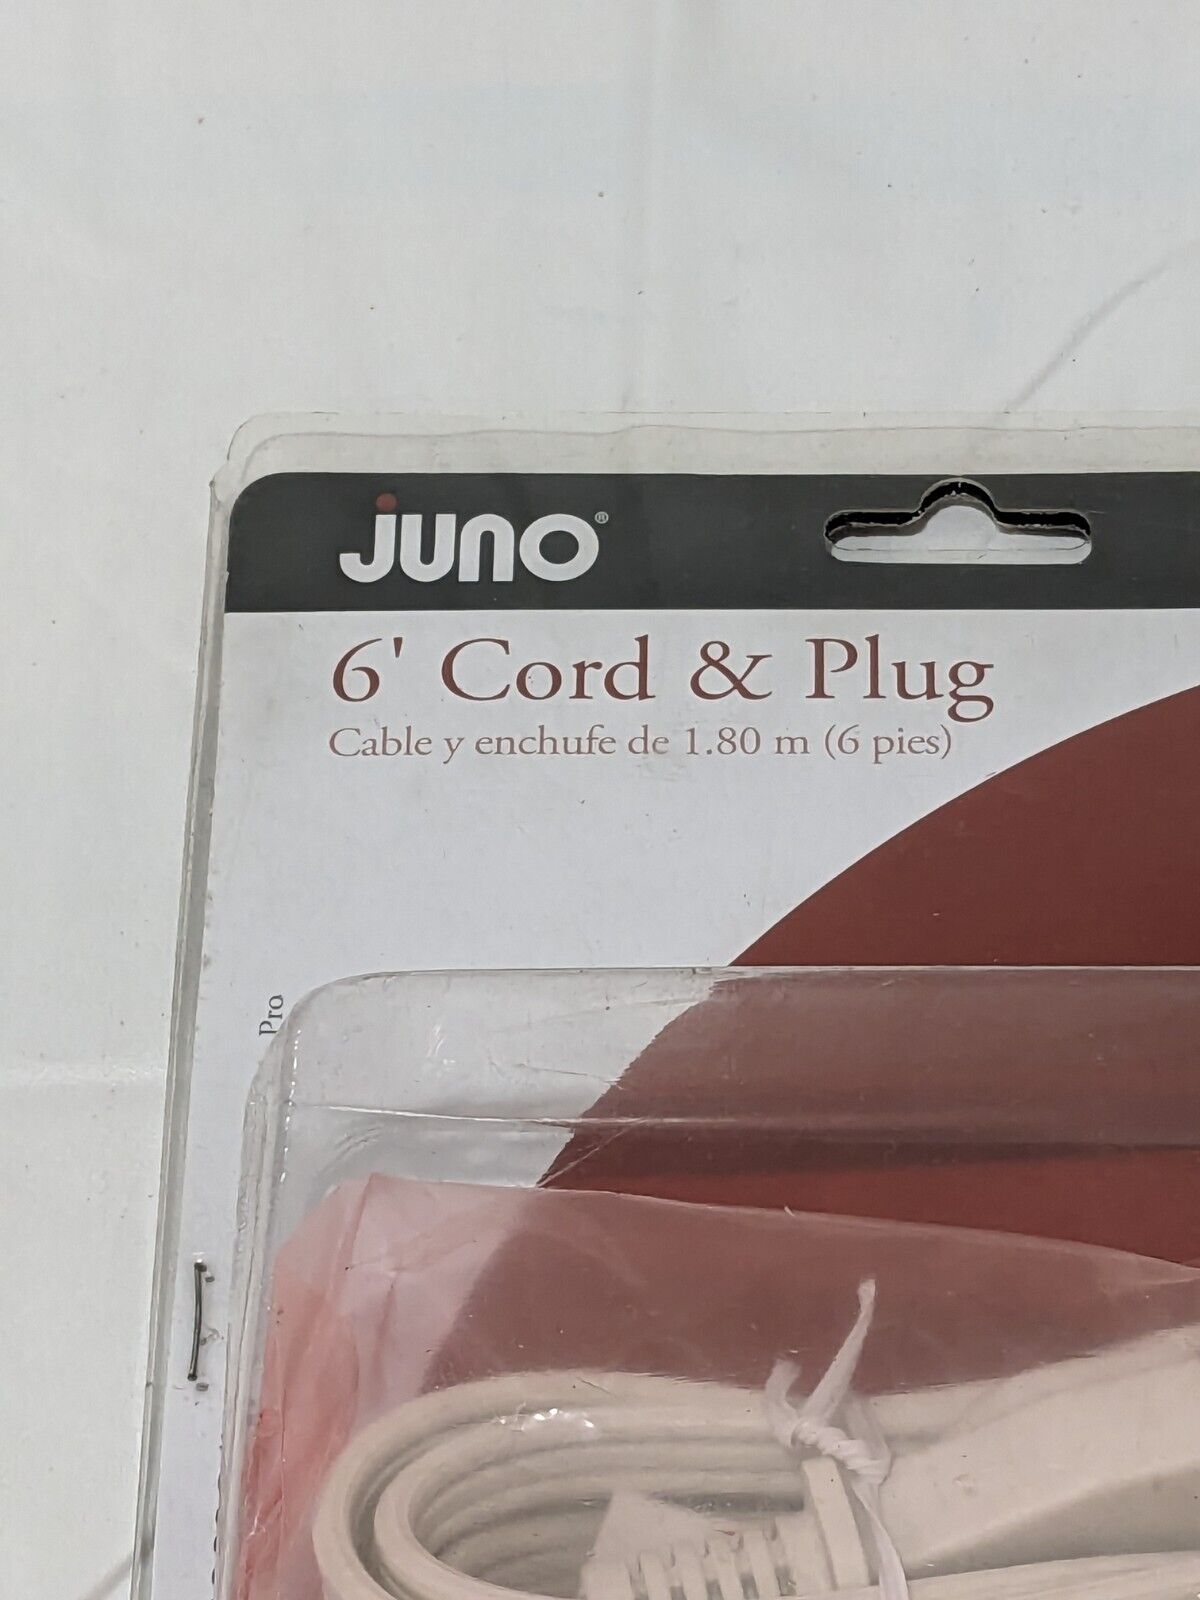 juno®
6' Cord & Plug
Cable y enchufe de 1.80 m (6 pies)
Pro